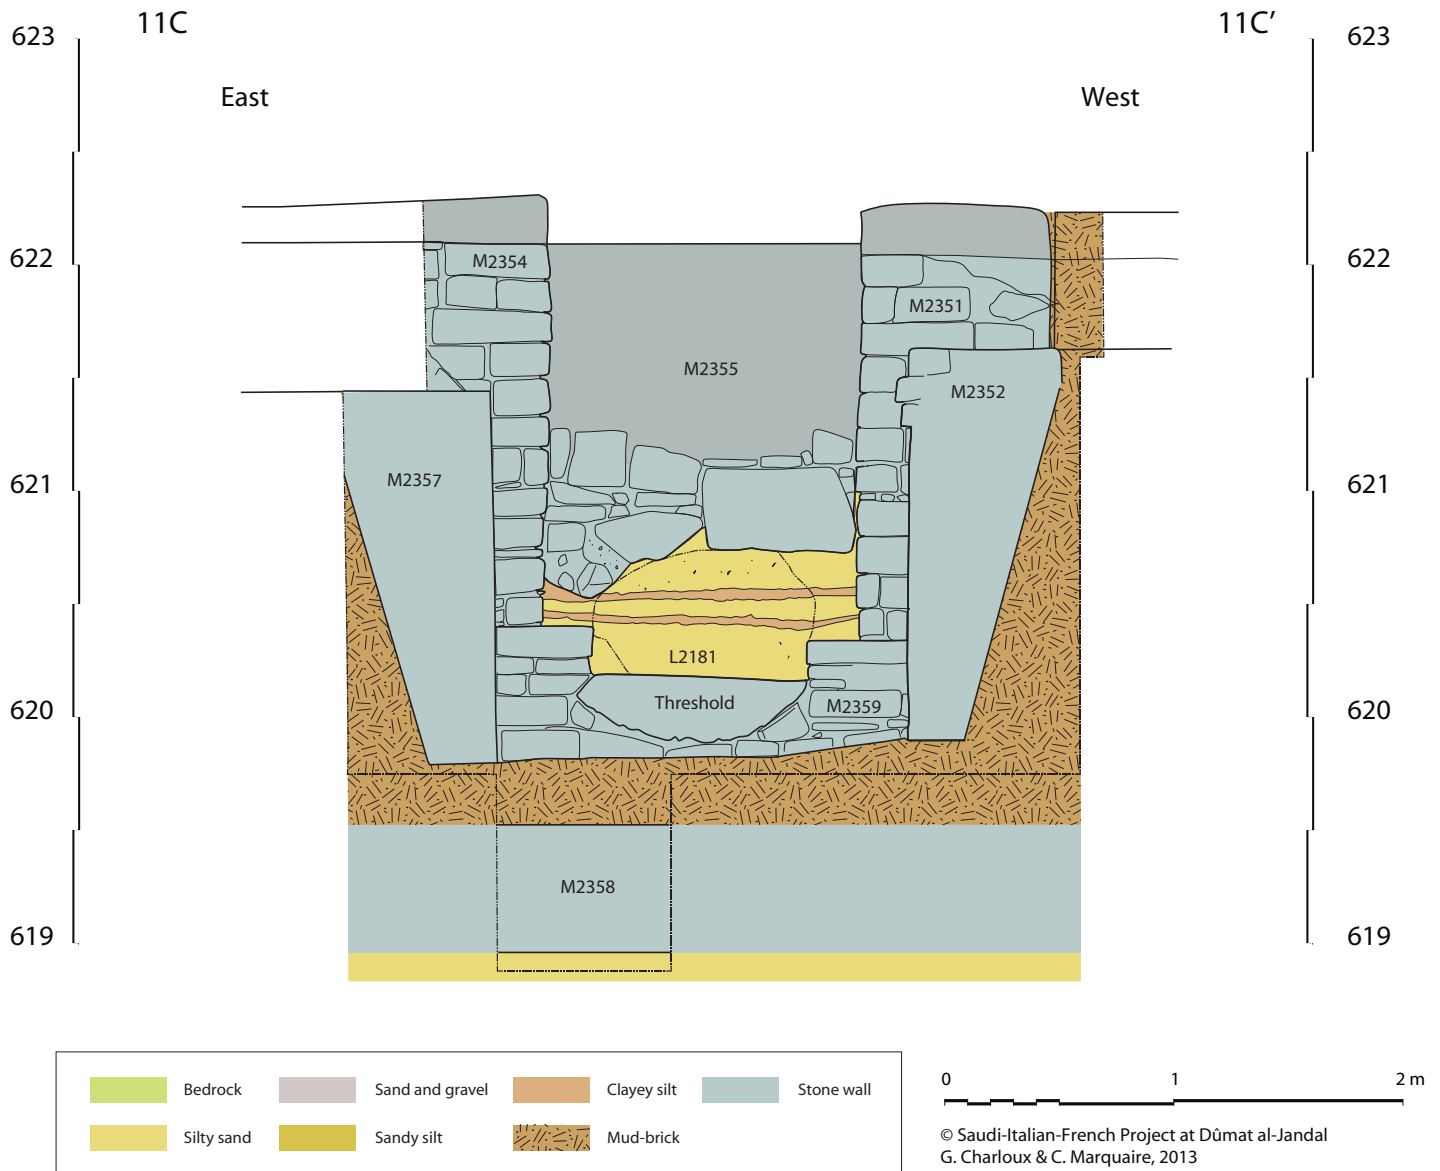 11C
11C’
623
623
East
West
622
622
M2354
M2351
M2355
M2352
M2357
621
621
L2181
Threshold
M2359
620
620
M2358
619
619
Bedrock
Sand and gravel
Clayey silt
Stone wall
Silty sand
Sandy silt
Mud-brick
0 1 2 m
© Saudi-Italian-French Project at Dûmat al-Jandal
G. Charloux & C. Marquaire, 2013